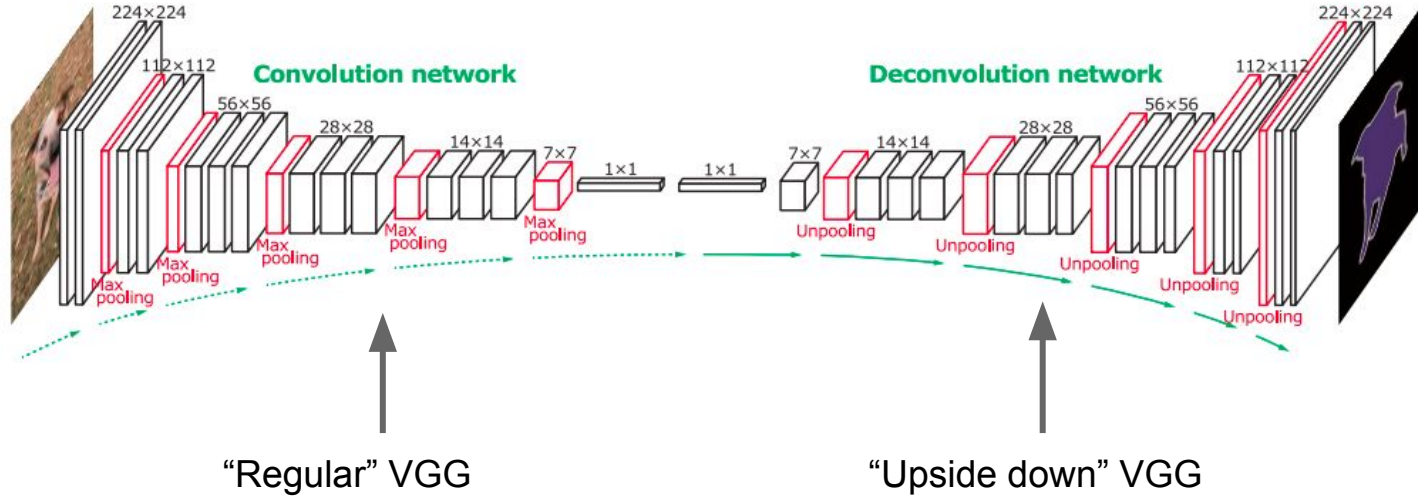 224×224
112×112
56×56
28×28
14×14
7×7
1×1
Convolution network
Max
pooling
Max
pooling
Max
pooling
Max
pooling
Max
pooling
1×1
7×7
14×14
28×28
56×56
112×112
224×224
Deconvolution network
Unpooling
Unpooling
Unpooling
Unpooling
Unpooling
“Regular” VGG
“Upside down” VGG